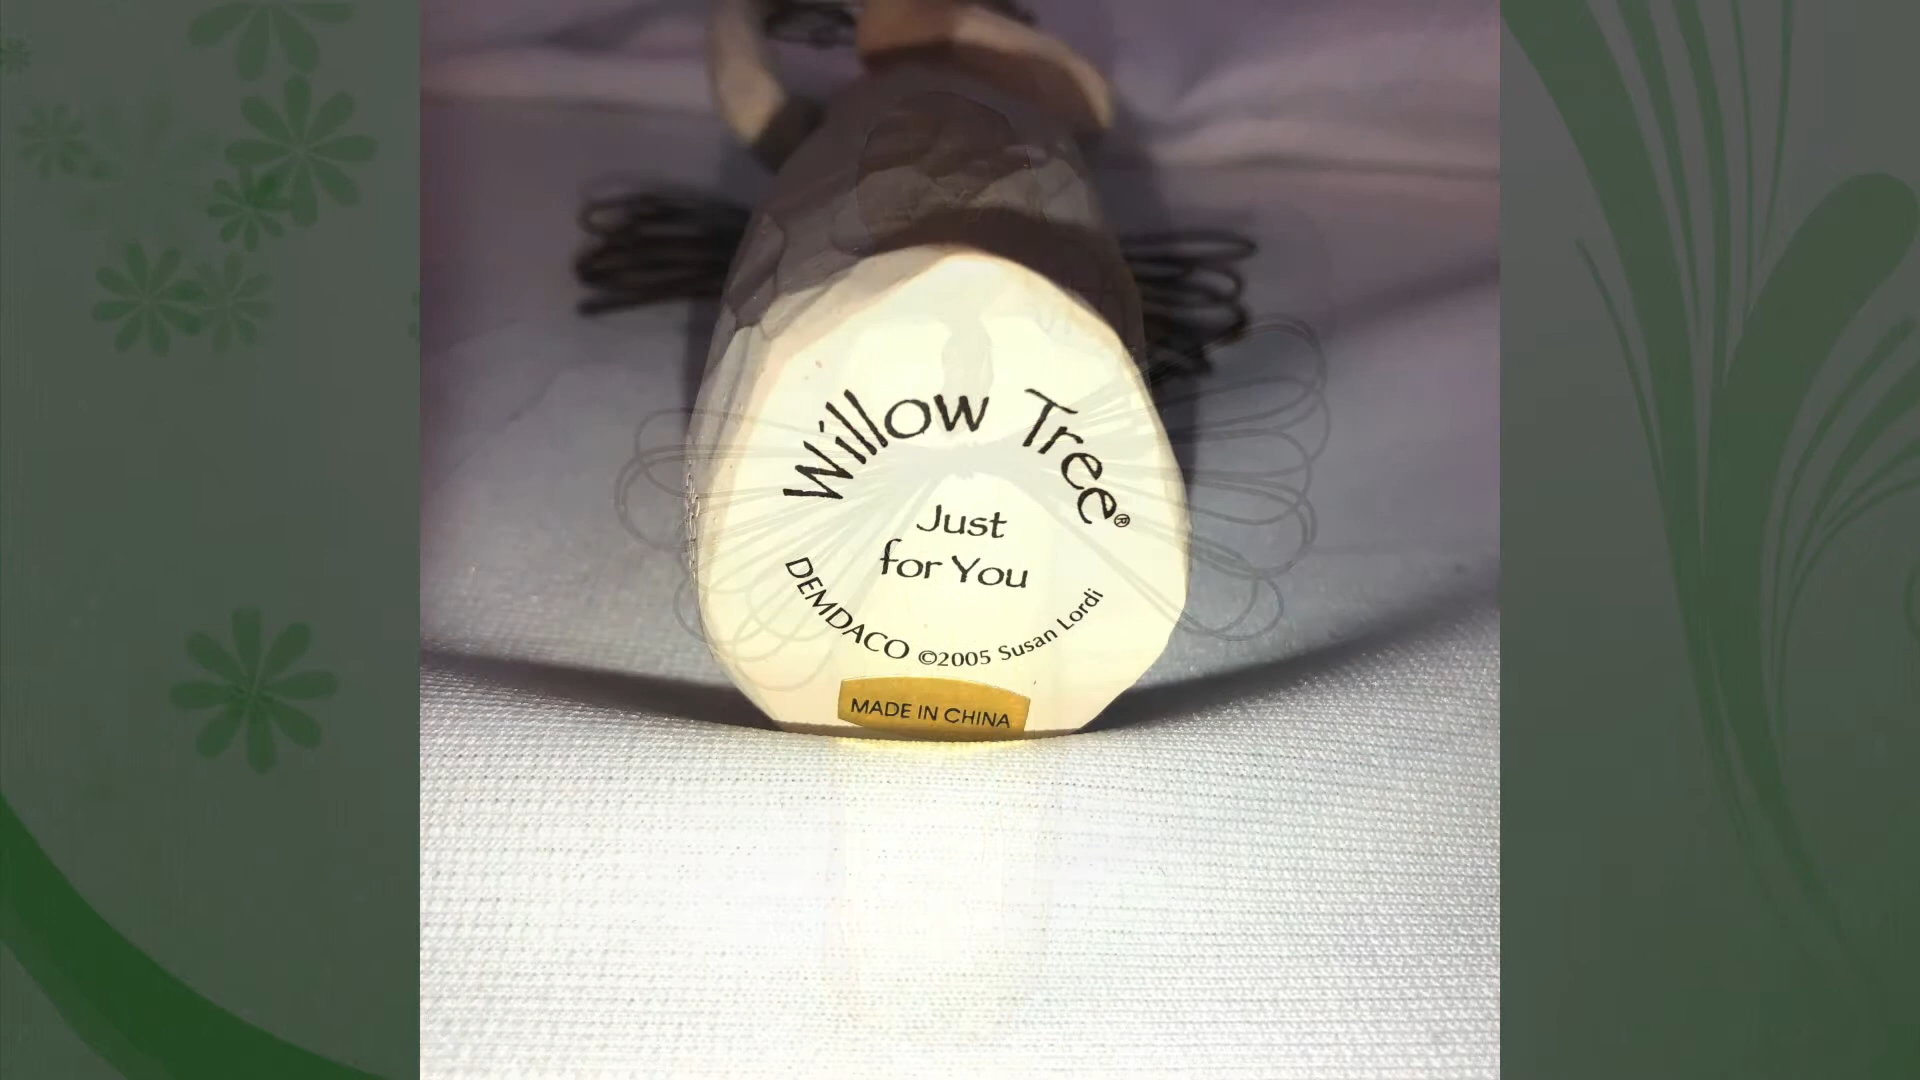 Willow Tree®
Just
for You
DEMDACO ©2005 Susan Lordi
MADE IN CHINA